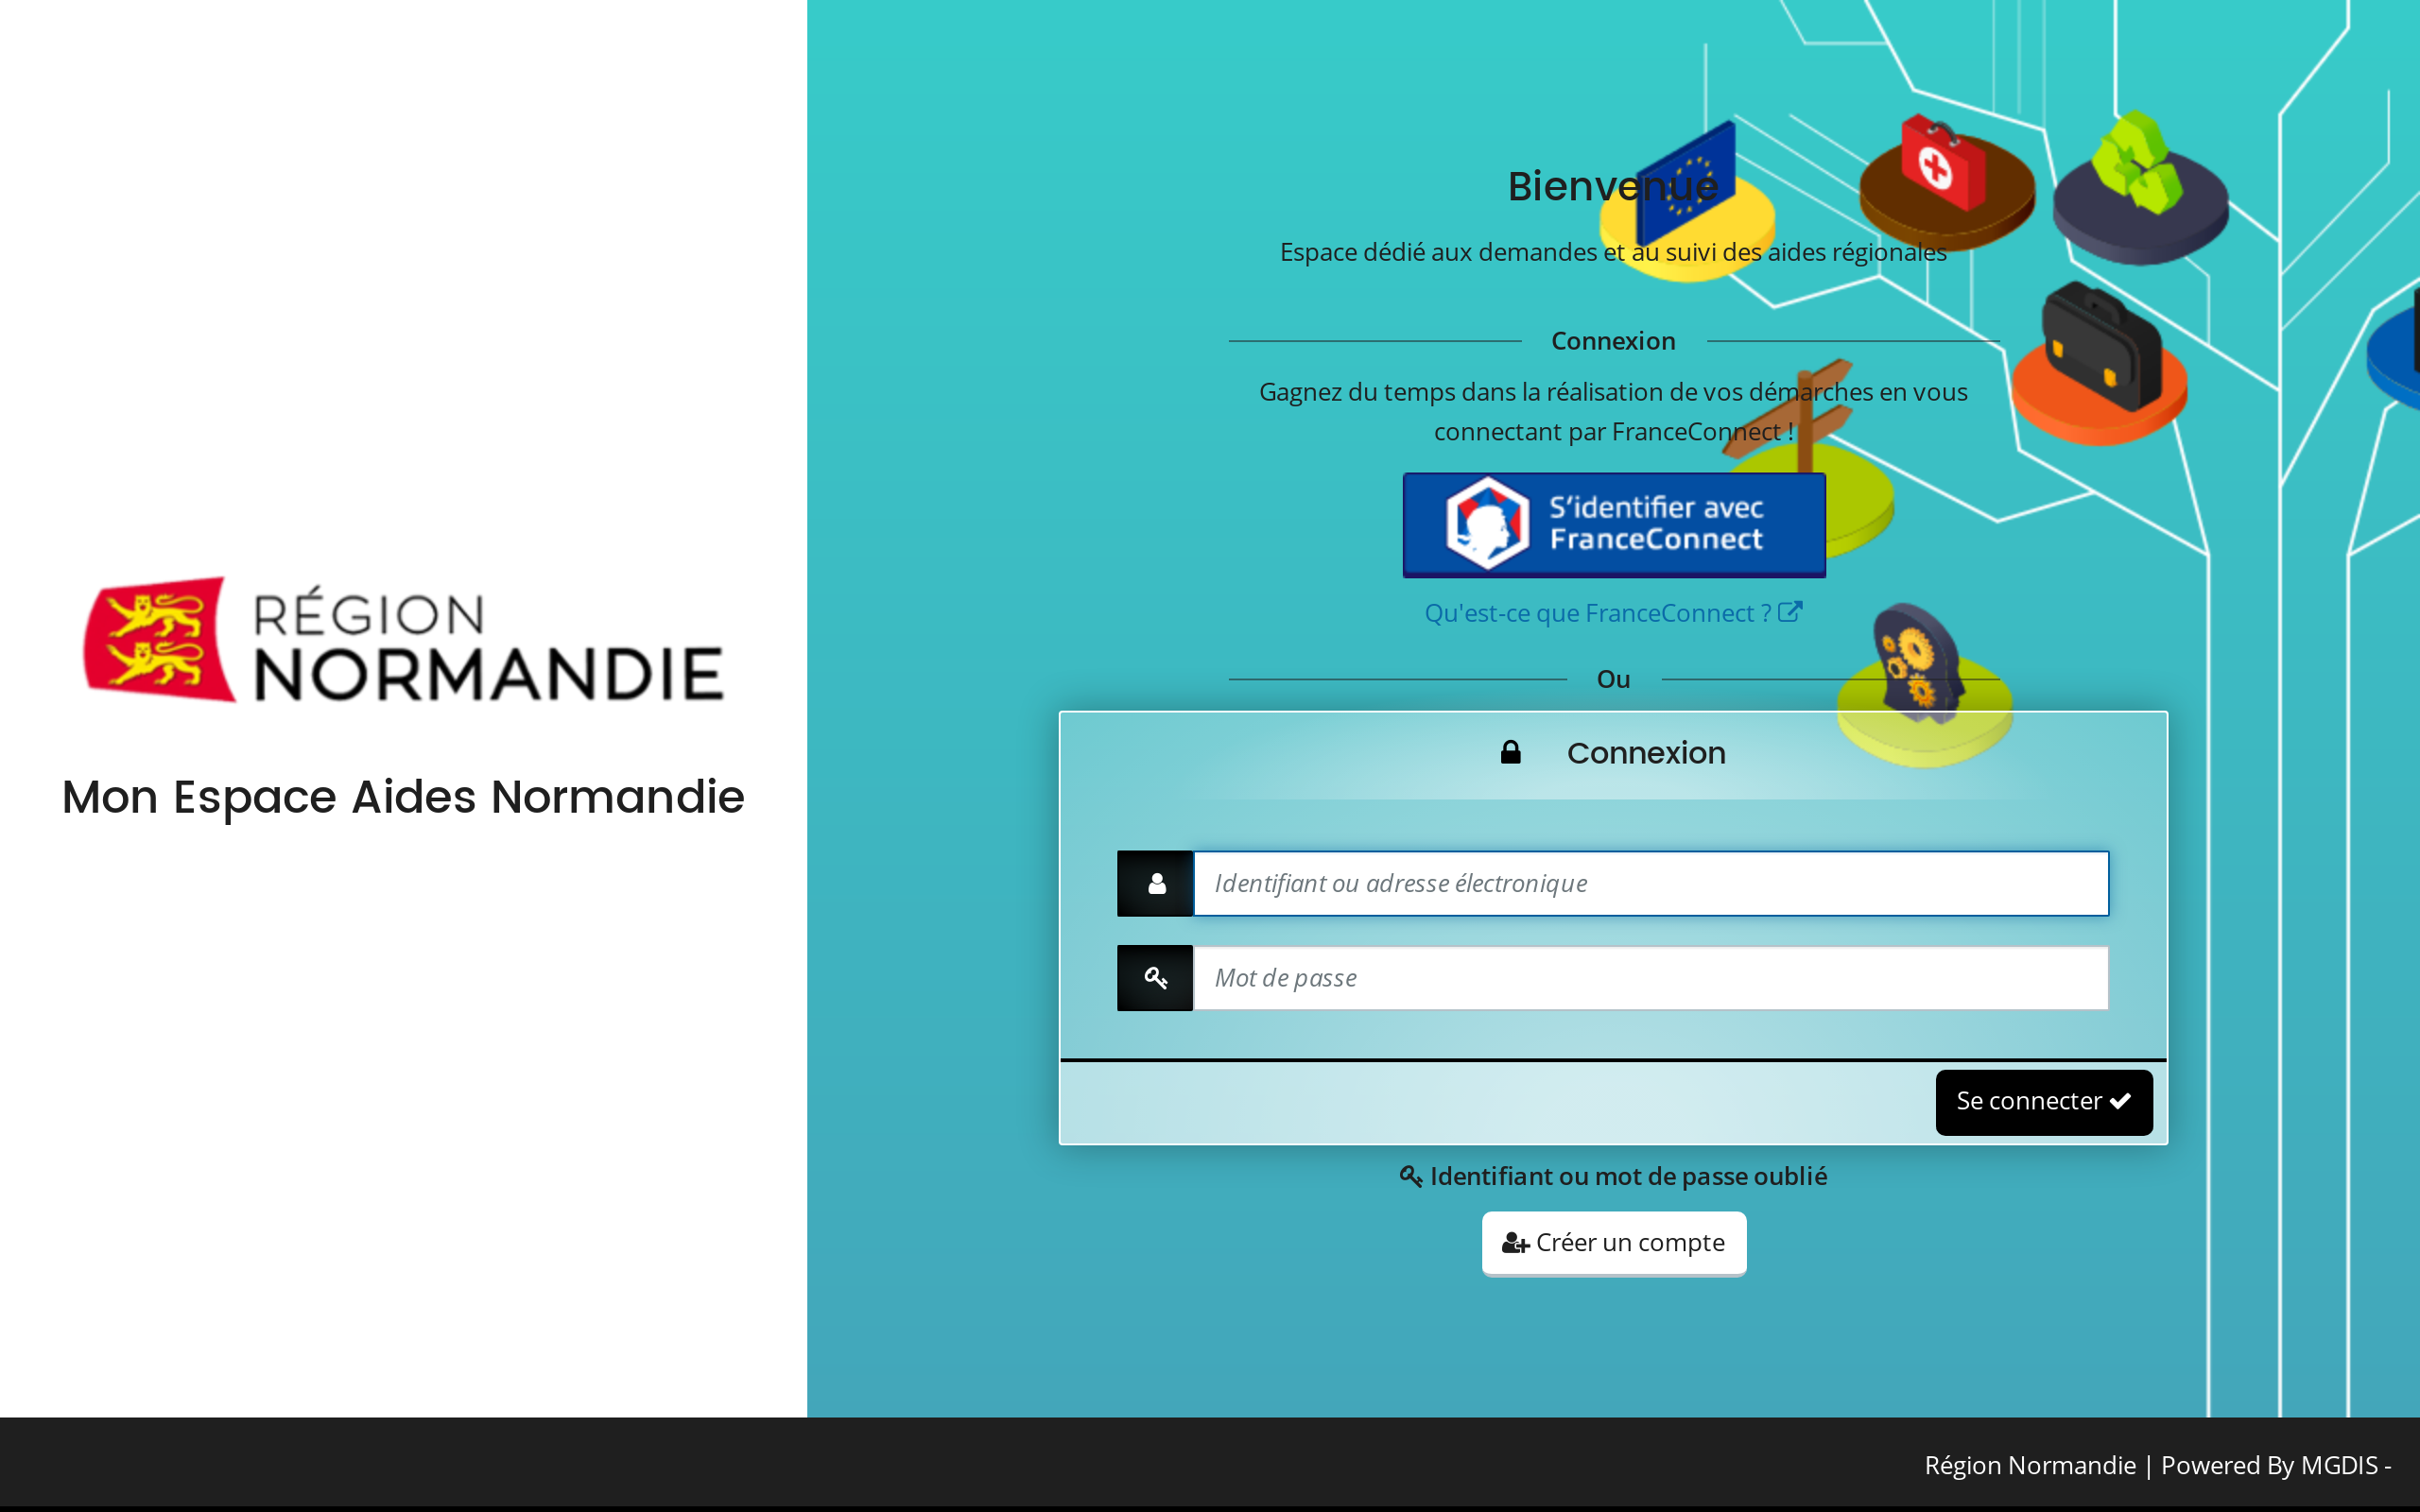 RÉGION
NORMANDIE
Mon Espace Aides Normandie
Bienvenue
Espace dédié aux demandes et au suivi des aides régionales
Connexion
Gagnez du temps dans la réalisation de vos démarches en vous
connectant par FranceConnect !
S'identifier avec
FranceConnect
Qu'est-ce que FranceConnect ?
Ou
Connexion
Identifiant ou adresse électronique
Mot de passe
Se connecter
Identifiant ou mot de passe oublié
Créer un compte
Région Normandie | Powered By MGDIS -